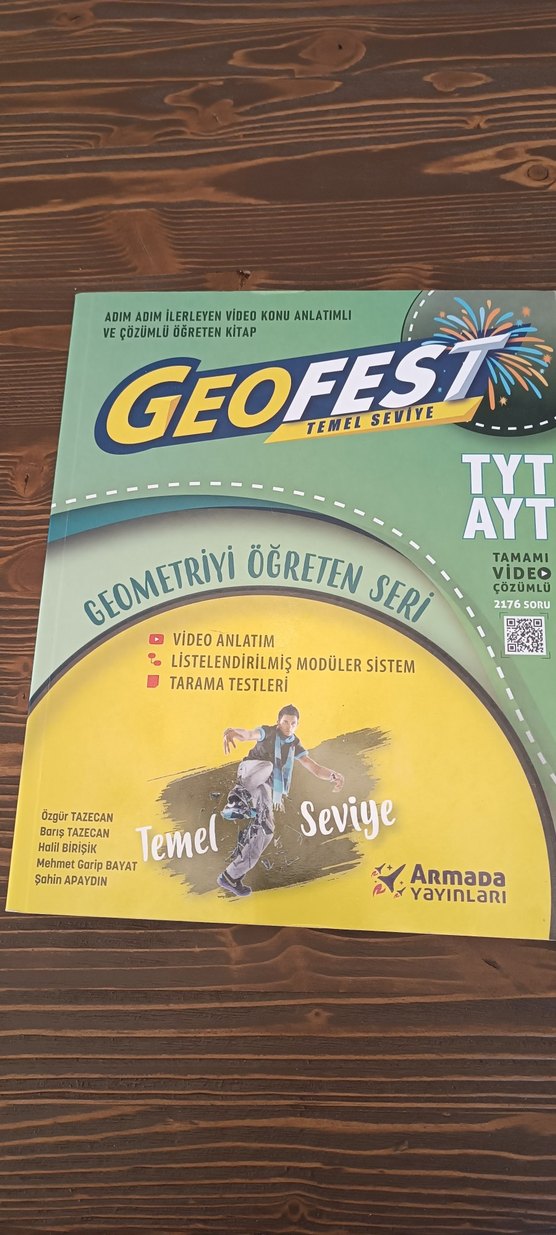 ADIM ADIM İLERLEYEN VİDEO KONU ANLATIMLI
VE ÇÖZÜMLÜ ÖĞRETEN KİTAP
GEOFEST
TEMEL SEVİYE
TYT
AYT
TAMAMI
VİDEO
ÇÖZÜMLÜ
2176 SORU
GEOMETRİYİ ÖĞRETEN SERİ
VİDEO ANLATIM
LİSTELENDİRİLMİŞ MODÜLER SİSTEM
TARAMA TESTLERİ
Temel Seviye
Özgür TAZECAN
Barış TAZECAN
Halil BİRİŞİK
Mehmet Garip BAYAT
Şahin APAYDIN
ARMADA
YAYINLARI